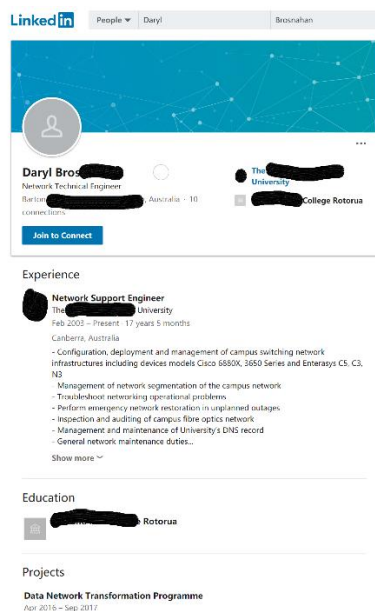 Linked in
People Daryl Brosnahan
Daryl Bros
Network Technical Engineer
Barton, Australia · 10
connections
The
University
College Rotorua
Join to Connect
Experience
Network Support Engineer
The University
Feb 2003 – Present · 17 years 5 months
Canberra, Australia
- Configuration, deployment and management of campus switching network
infrastructures including devices models Cisco 6880X, 3650 Series and Enterasys C5, C3,
N3
- Management of network segmentation of the campus network
- Troubleshoot networking operational problems
- Perform emergency network restoration in unplanned outages
- Inspection and auditing of campus fibre optics network
- Management and maintenance of University's DNS record
- General network maintenance duties...
Show more
Education
Rotorua
Projects
Data Network Transformation Programme
Apr 2016 – Sep 2017